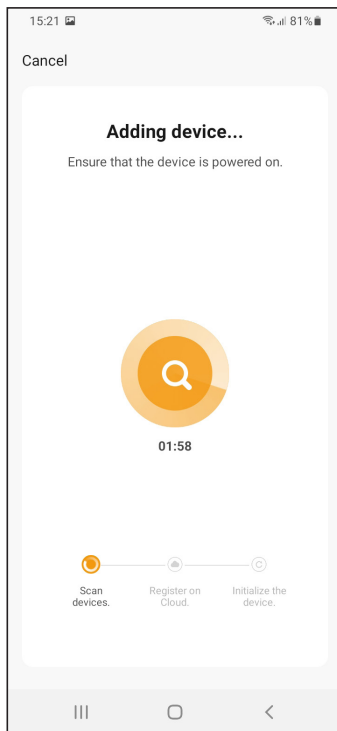 15:21 81%
Cancel
Adding device...
Ensure that the device is powered on.
01:58
Scan
devices.
Register on
Cloud.
Initialize the
device.